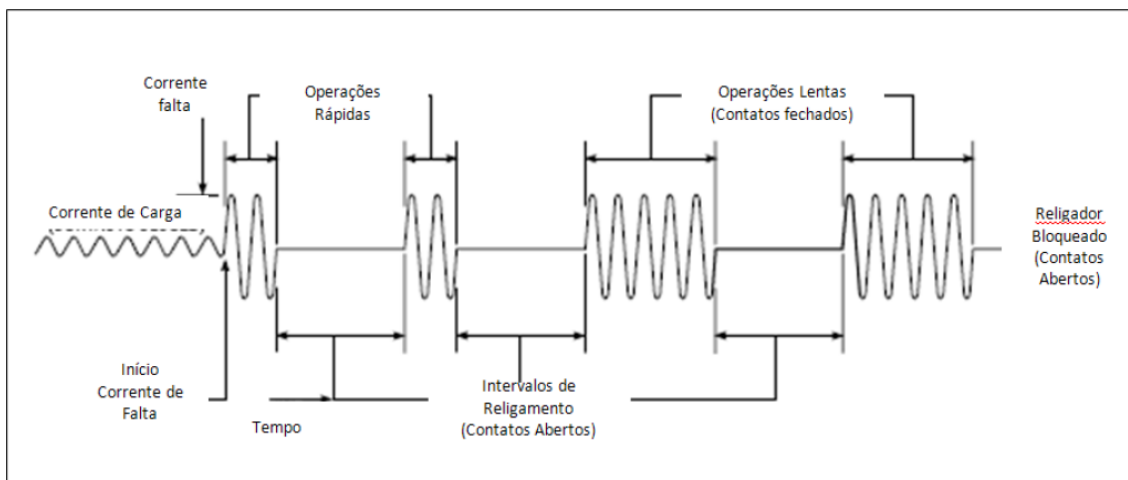 Corrente
falta
Operações
Rápidas
Operações Lentas
(Contatos fechados)
Corrente de Carga
Religador
Bloqueado
(Contatos
Abertos)
Início
Corrente de
Falta
Tempo
Intervalos de
Religamento
(Contatos Abertos)